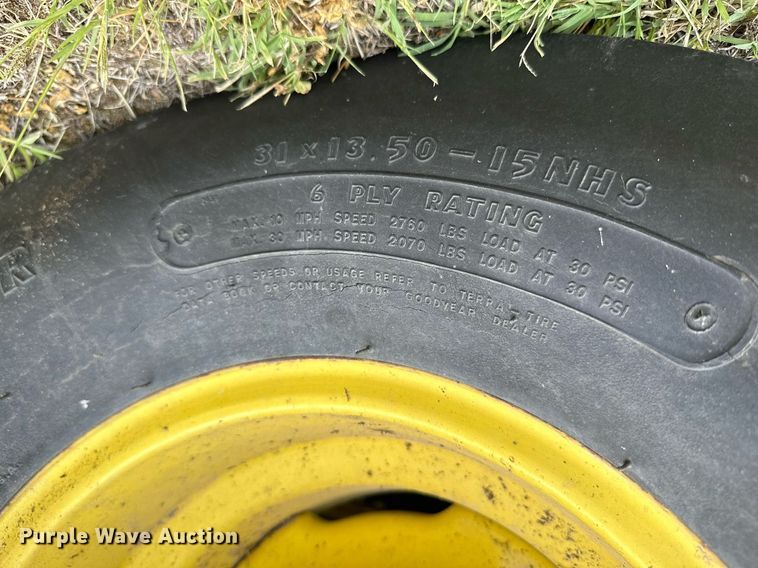 31 x 13.50-15NHS
6 PLY RATING
MAX. 10 MPH SPEED 2760 LBS LOAD AT 30 PSI
MAX. 30 MPH SPEED 2070 LBS LOAD AT 30 PSI
FOR OTHER SPEEDS OR USAGE REFER TO TERRA-TIRE
DATA BOOK OR CONTACT YOUR GOODYEAR DEALER
R
Purple Wave Auction